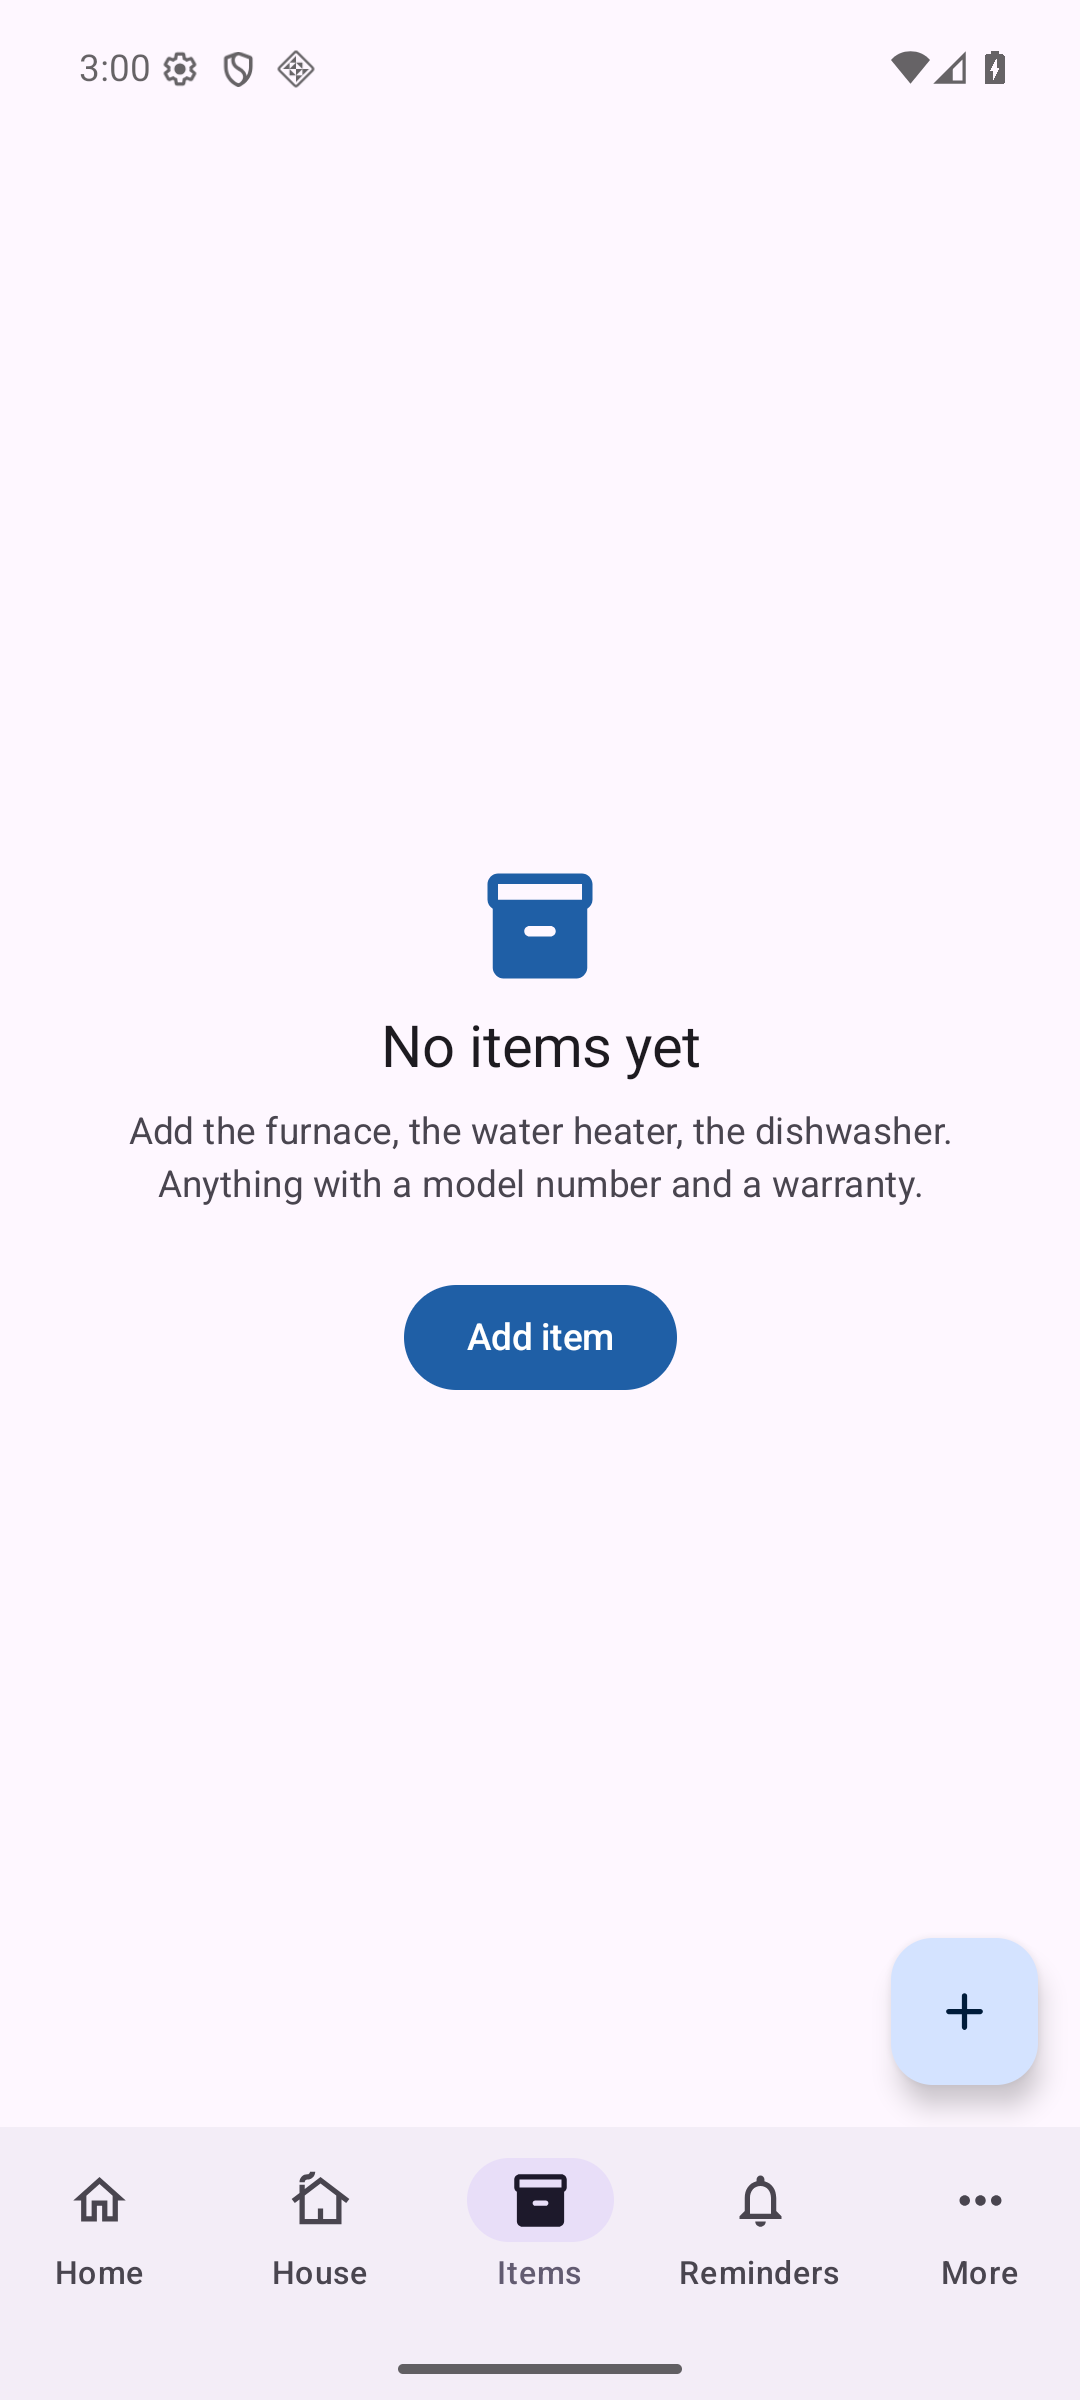 3:00
No items yet
Add the furnace, the water heater, the dishwasher.
Anything with a model number and a warranty.
Add item
Home
House
Items
Reminders
More